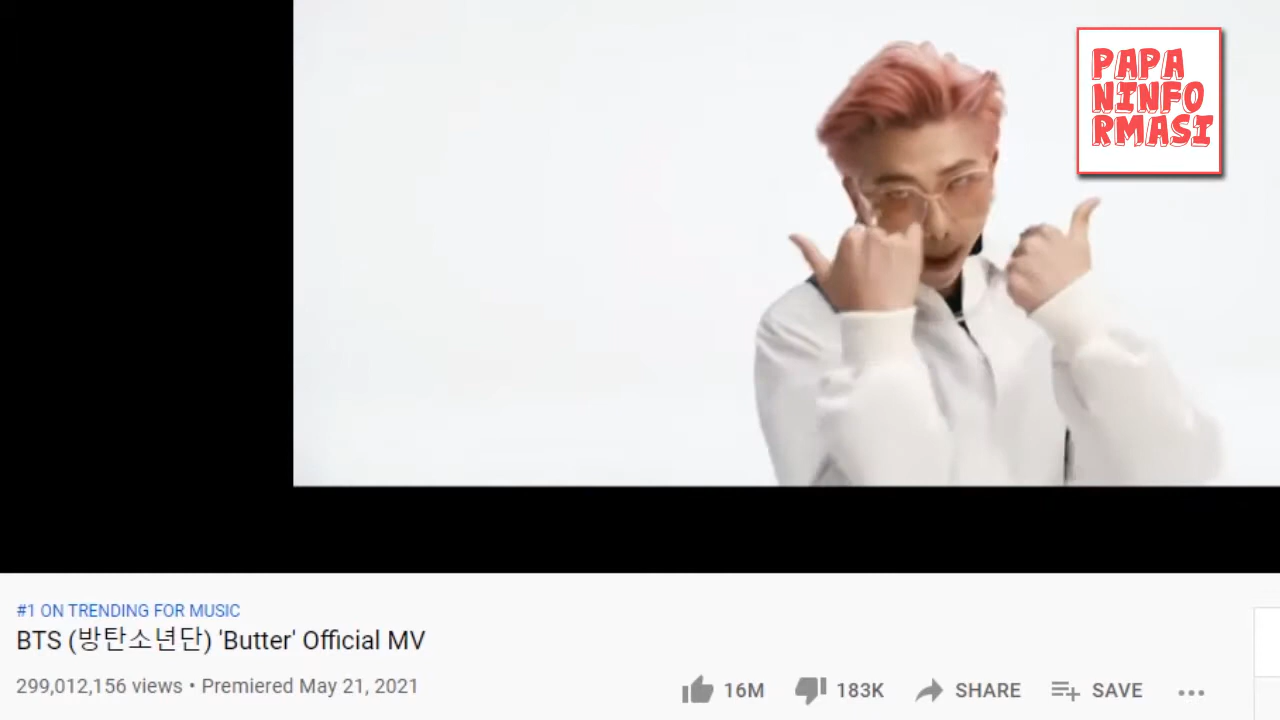 PAPA
NINFO
RMASI
#1 ON TRENDING FOR MUSIC
BTS (방탄소년단) 'Butter' Official MV
299,012,156 views • Premiered May 21, 2021
16M 183K SHARE SAVE